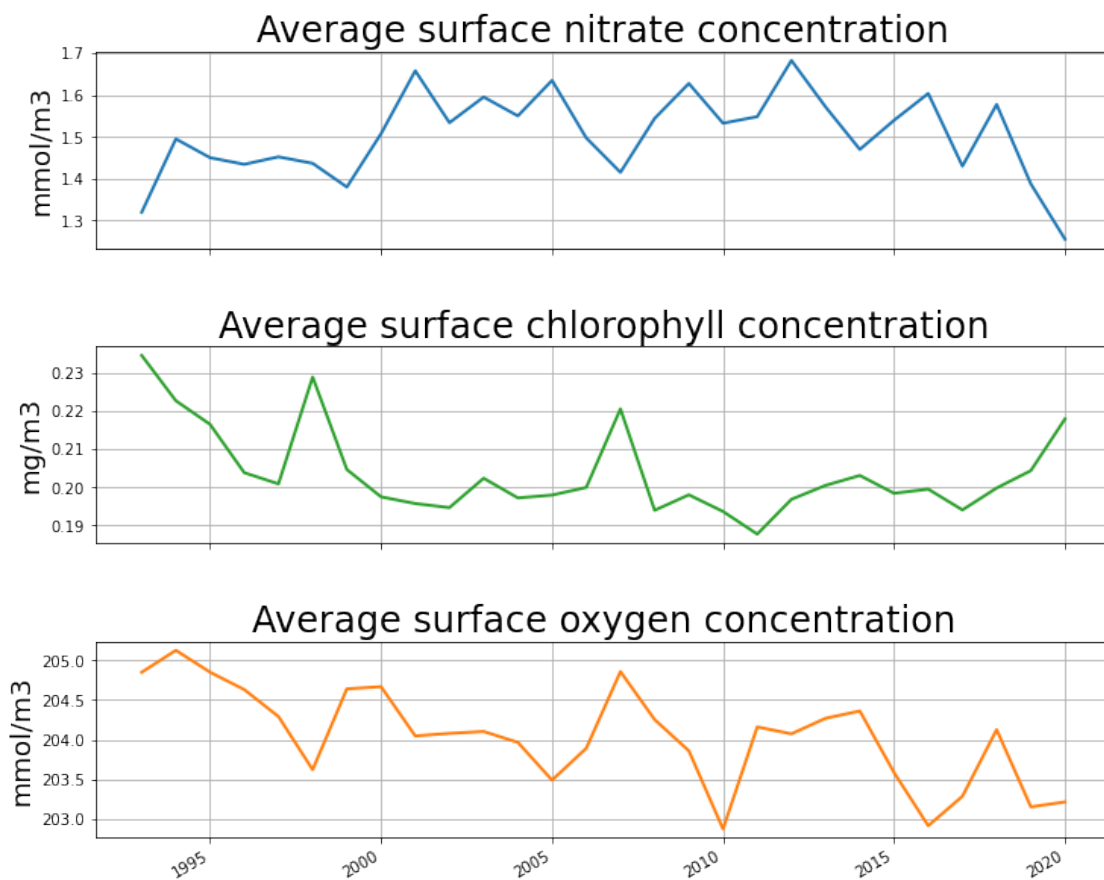 Average surface nitrate concentration
mmol/m3
1.7
1.6
1.5
1.4
1.3
Average surface chlorophyll concentration
mg/m3
0.23
0.22
0.21
0.20
0.19
Average surface oxygen concentration
mmol/m3
205.0
204.5
204.0
203.5
203.0
1995 2000 2005 2010 2015 2020